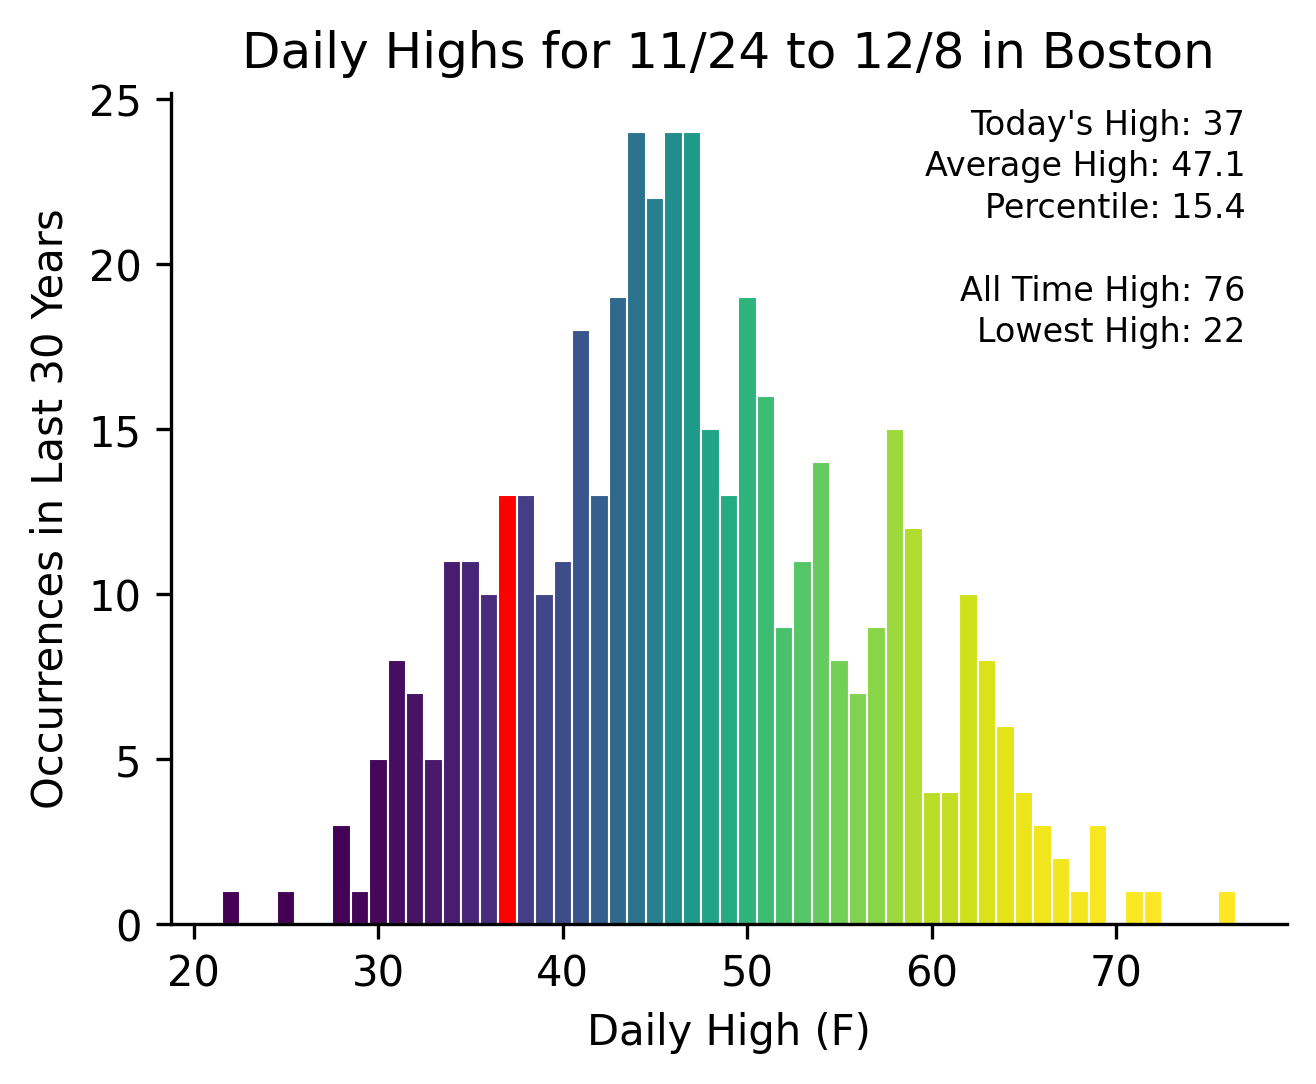 Daily Highs for 11/24 to 12/8 in Boston
Today's High: 37
Average High: 47.1
Percentile: 15.4
All Time High: 76
Lowest High: 22
Occurrences in Last 30 Years
25
20
15
10
5
0
20 30 40 50 60 70
Daily High (F)